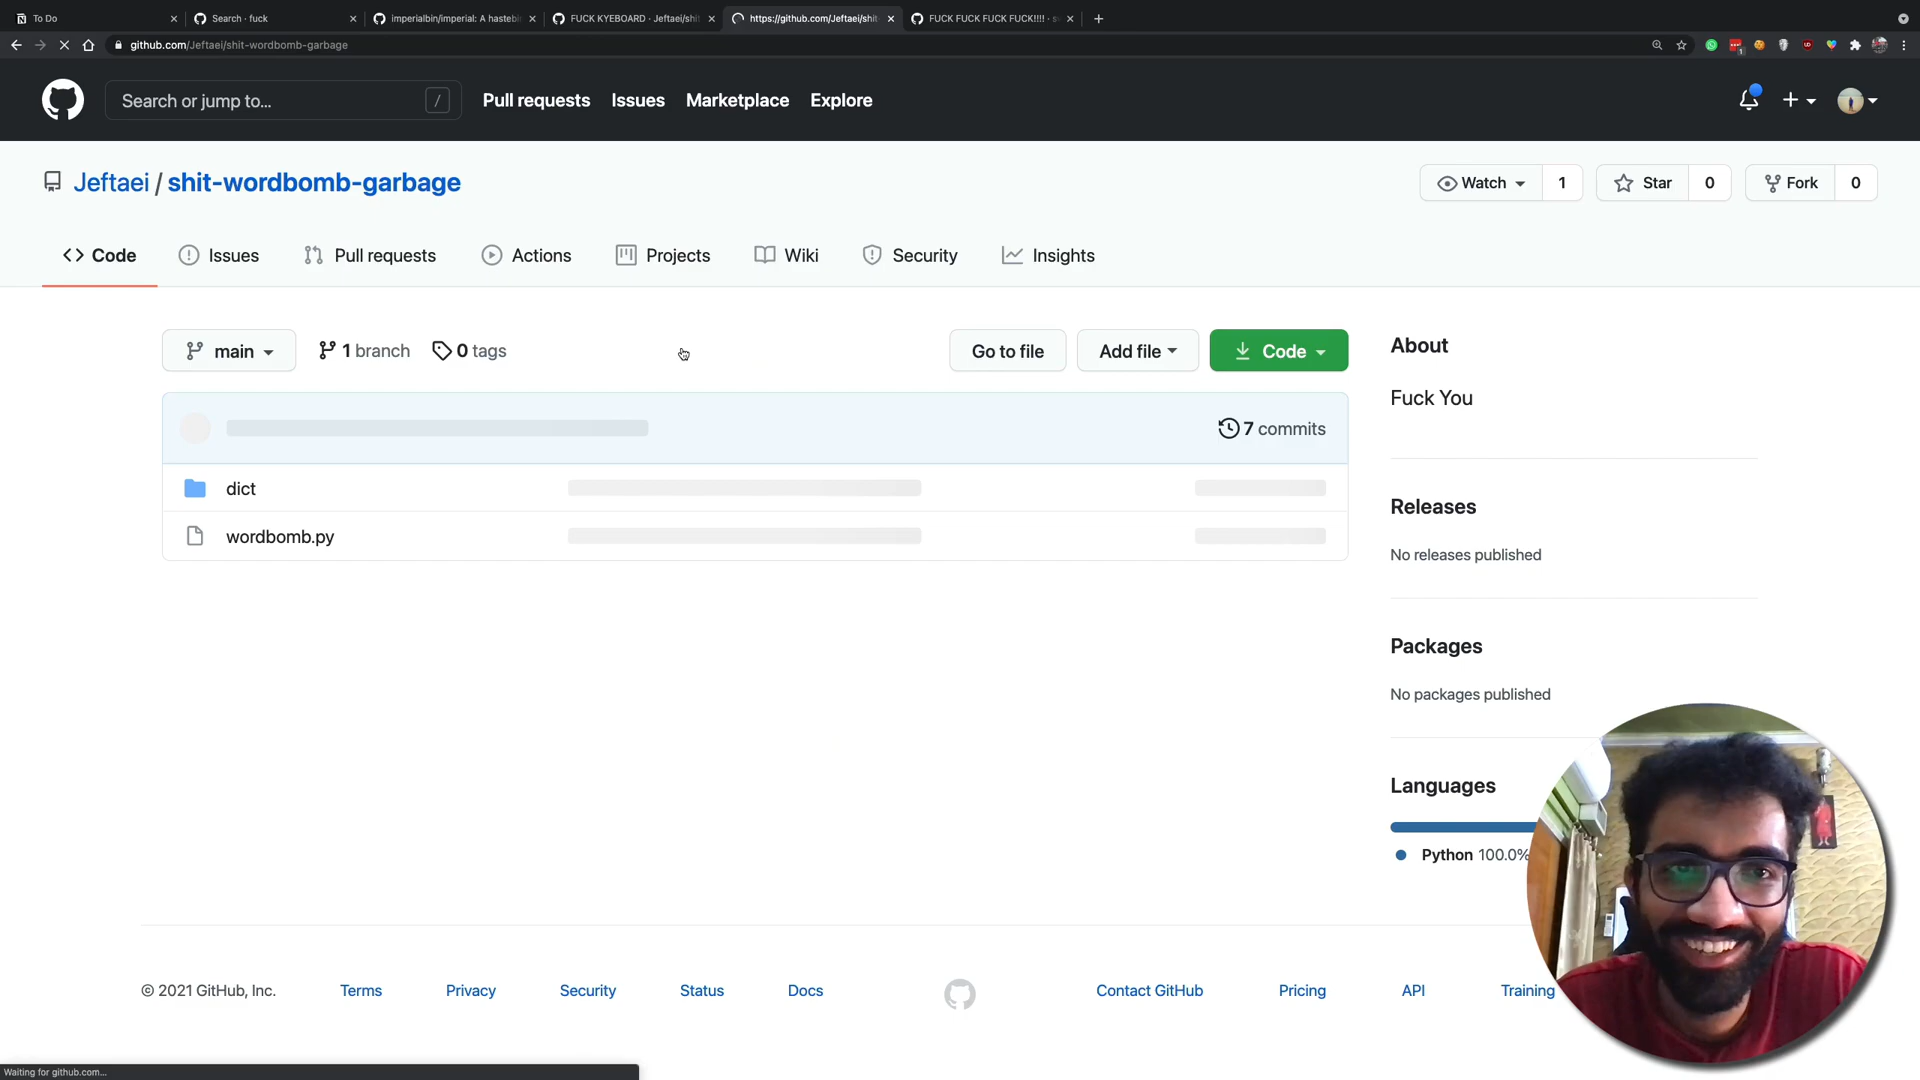 To Do
Search · fuck
imperialbin/imperial: A hastebi
FUCK KYEBOARD · Jeftaei/shi
https://github.com/Jeftaei/shit
FUCK FUCK FUCK FUCK!!!! · s
github.com/Jeftaei/shit-wordbomb-garbage
Search or jump to... /
Pull requests Issues Marketplace Explore
Jeftaei / shit-wordbomb-garbage
Watch 1 Star 0 Fork 0
<> Code Issues Pull requests Actions Projects Wiki Security Insights
main 1 branch 0 tags Go to file Add file Code
7 commits
dict
wordbomb.py
About
Fuck You
Releases
No releases published
Packages
No packages published
Languages
Python 100.0%
© 2021 GitHub, Inc. Terms Privacy Security Status Docs Contact GitHub Pricing API Training
Waiting for github.com...